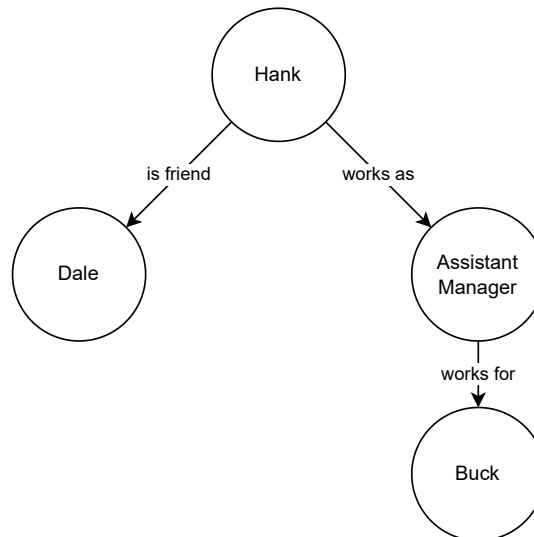 Hank
is friend
works as
Dale
Assistant
Manager
works for
Buck